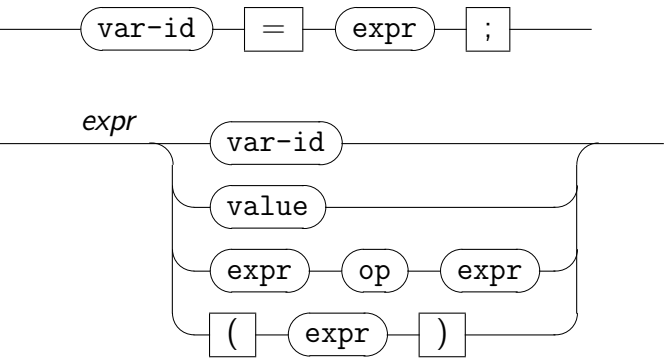 var-id = expr ;
expr
var-id
value
expr op expr
( expr )